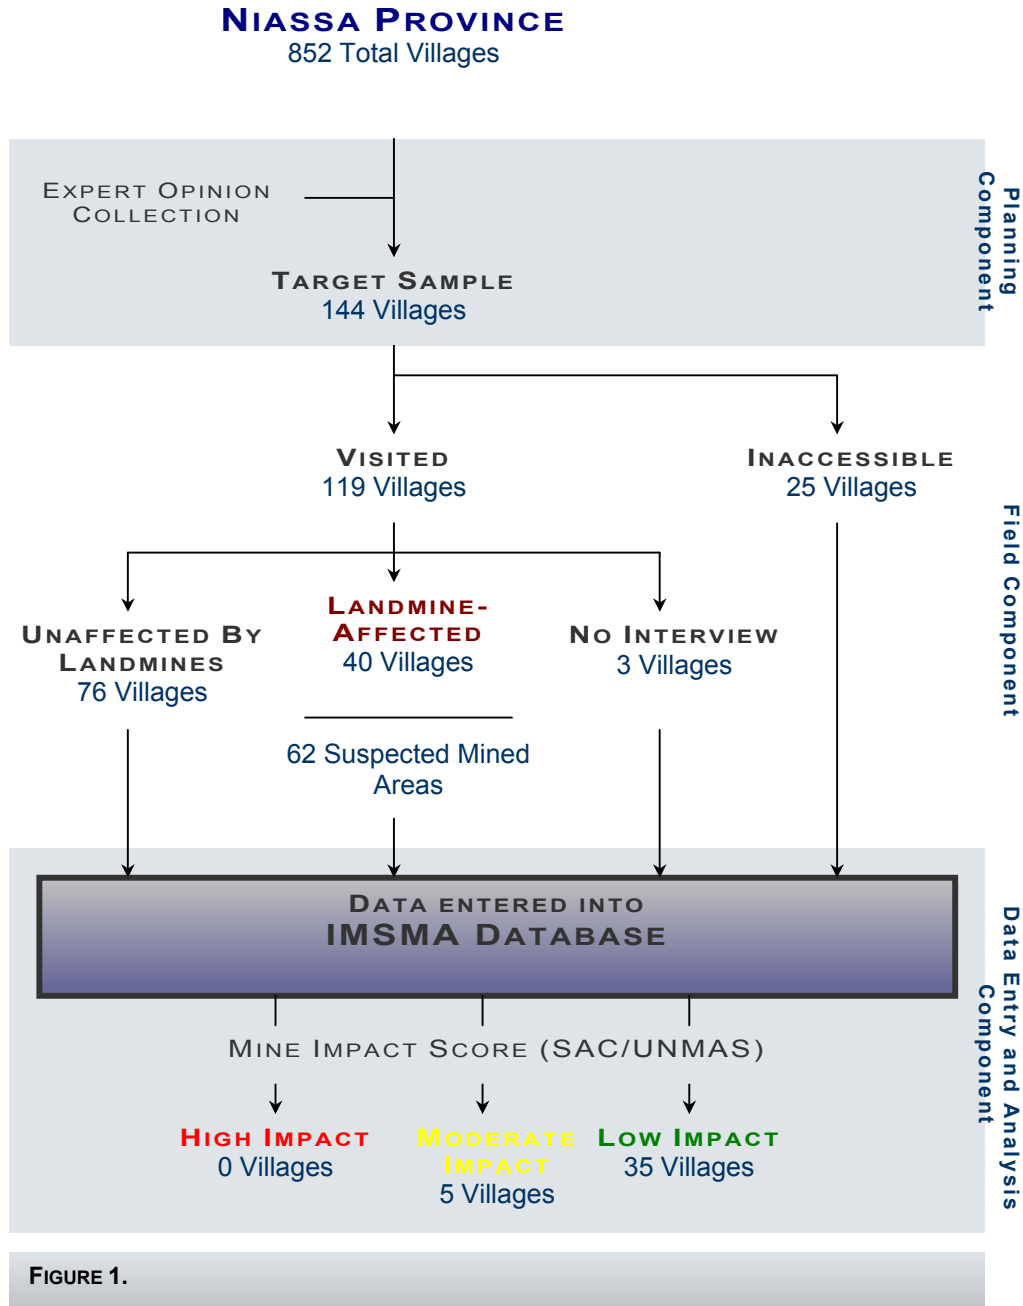 NIASSA PROVINCE
852 Total Villages
EXPERT OPINION
COLLECTION
TARGET SAMPLE
144 Villages
Planning
Component
VISITED
119 Villages
INACCESSIBLE
25 Villages
UNAFFECTED BY
LANDMINES
76 Villages
LANDMINE-
AFFECTED
40 Villages
62 Suspected Mined
Areas
NO INTERVIEW
3 Villages
Field Component
DATA ENTERED INTO
IMSMA DATABASE
MINE IMPACT SCORE (SAC/UNMAS)
HIGH IMPACT
0 Villages
MODERATE
IMPACT
5 Villages
LOW IMPACT
35 Villages
Data Entry and Analysis
Component
FIGURE 1.